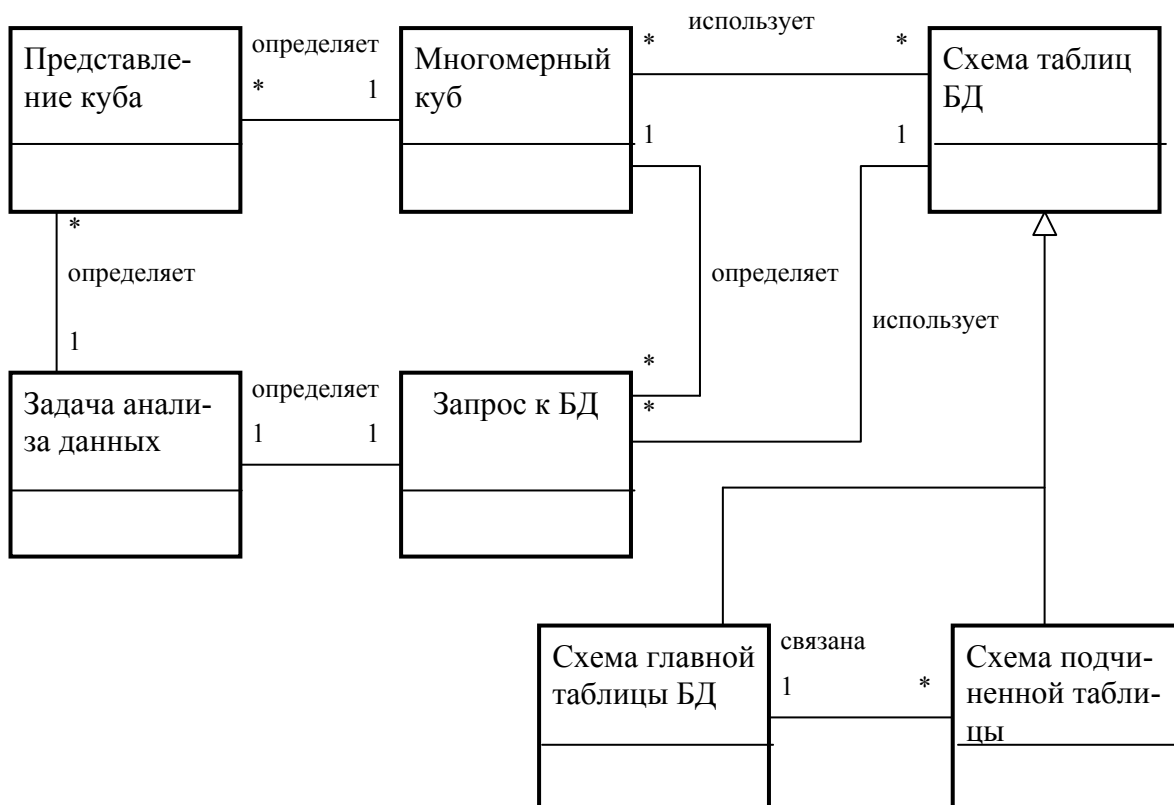 использует
определяет
*
*
Представле-
ние куба
Многомерный
куб
Схема таблиц
БД
*
1
1
1
*
определяет
определяет
использует
1
*
*
Задача анали-
за данных
определяет
1
1
Запрос к БД
Схема главной
таблицы БД
связана
1
*
Схема подчи-
ненной табли-
цы